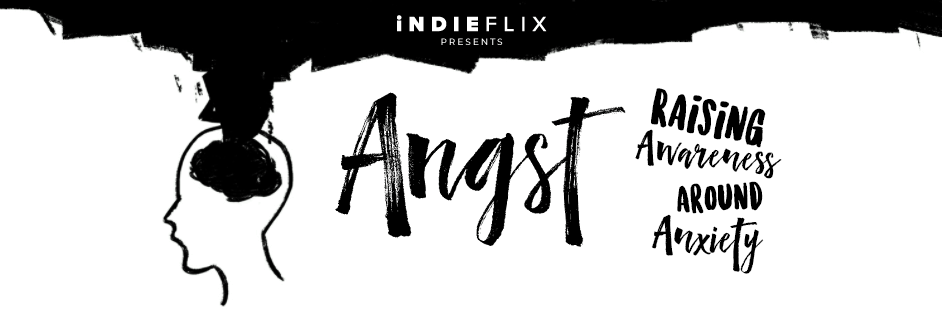 iNDIEFLIX
PRESENTS
Angst
RAiSiNG
Awareness
AROUND
Anxiety